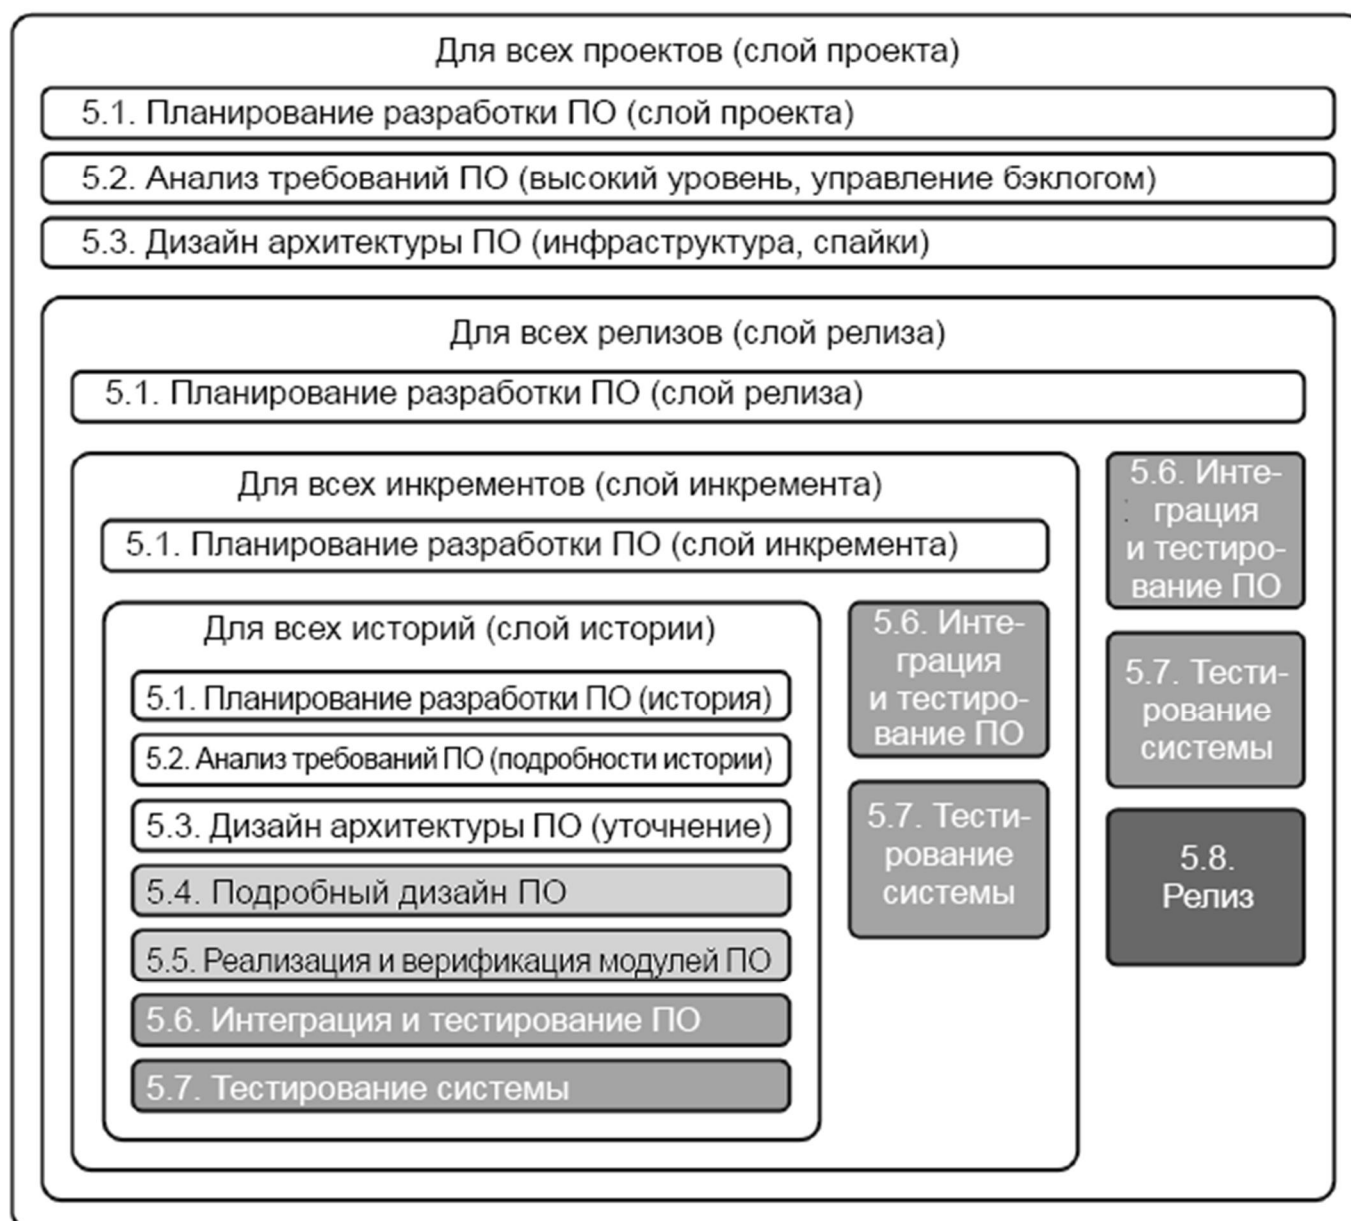 Для всех проектов (слой проекта)
5.1. Планирование разработки ПО (слой проекта)
5.2. Анализ требований ПО (высокий уровень, управление бэклогом)
5.3. Дизайн архитектуры ПО (инфраструктура, спайки)
Для всех релизов (слой релиза)
5.1. Планирование разработки ПО (слой релиза)
Для всех инкрементов (слой инкремента)
5.1. Планирование разработки ПО (слой инкремента)
Для всех историй (слой истории)
5.1. Планирование разработки ПО (история)
5.2. Анализ требований ПО (подробности истории)
5.3. Дизайн архитектуры ПО (уточнение)
5.4. Подробный дизайн ПО
5.5. Реализация и верификация модулей ПО
5.6. Интеграция и тестирование ПО
5.7. Тестирование системы
5.6. Инте-
грация
и тестиро-
вание ПО
5.7. Тести-
рование
системы
5.6. Инте-
грация
и тестиро-
вание ПО
5.7. Тести-
рование
системы
5.8.
Релиз